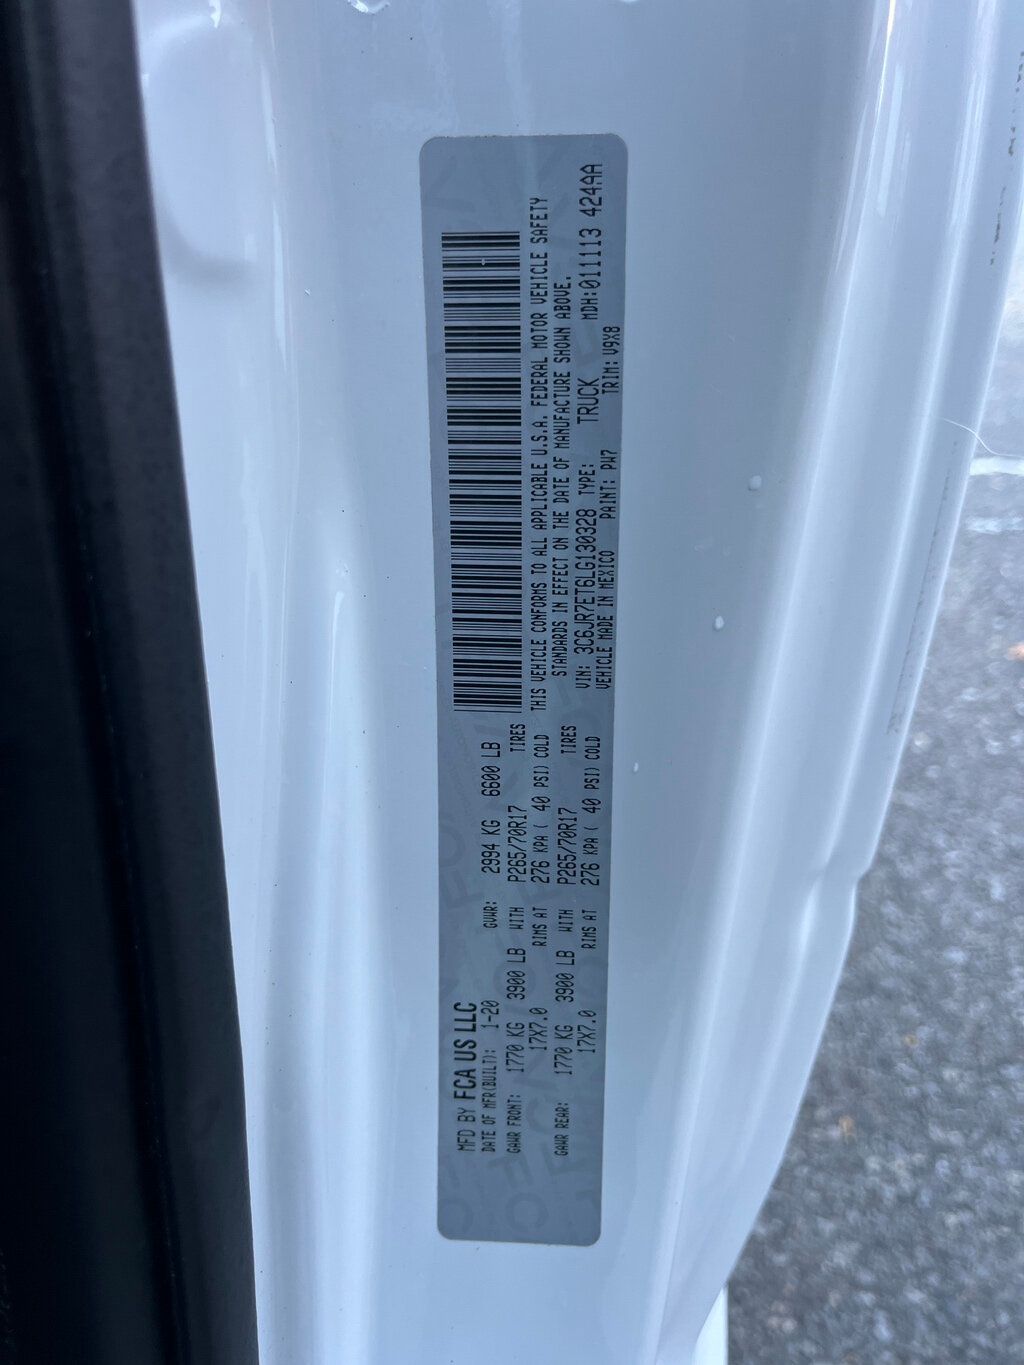 MFD BY FCA US LLC
DATE OF MFR(BUILT): 1-20 GVWR: 2994 KG 6600 LB
GAWR FRONT: 1770 KG 3900 LB WITH P265/70R17 TIRES
17X7.0 RIMS AT 276 KPA ( 40 PSI) COLD
GAWR REAR: 1770 KG 3900 LB WITH P265/70R17 TIRES
17X7.0 RIMS AT 276 KPA ( 40 PSI) COLD
THIS VEHICLE CONFORMS TO ALL APPLICABLE U.S.A. FEDERAL MOTOR VEHICLE SAFETY
STANDARDS IN EFFECT ON THE DATE OF MANUFACTURE SHOWN ABOVE.
VIN: 3C6JR7ET6LG130328 TYPE: TRUCK MDH:011113 424AA
VEHICLE MADE IN MEXICO PAINT: PW7 TRIM: V9X8